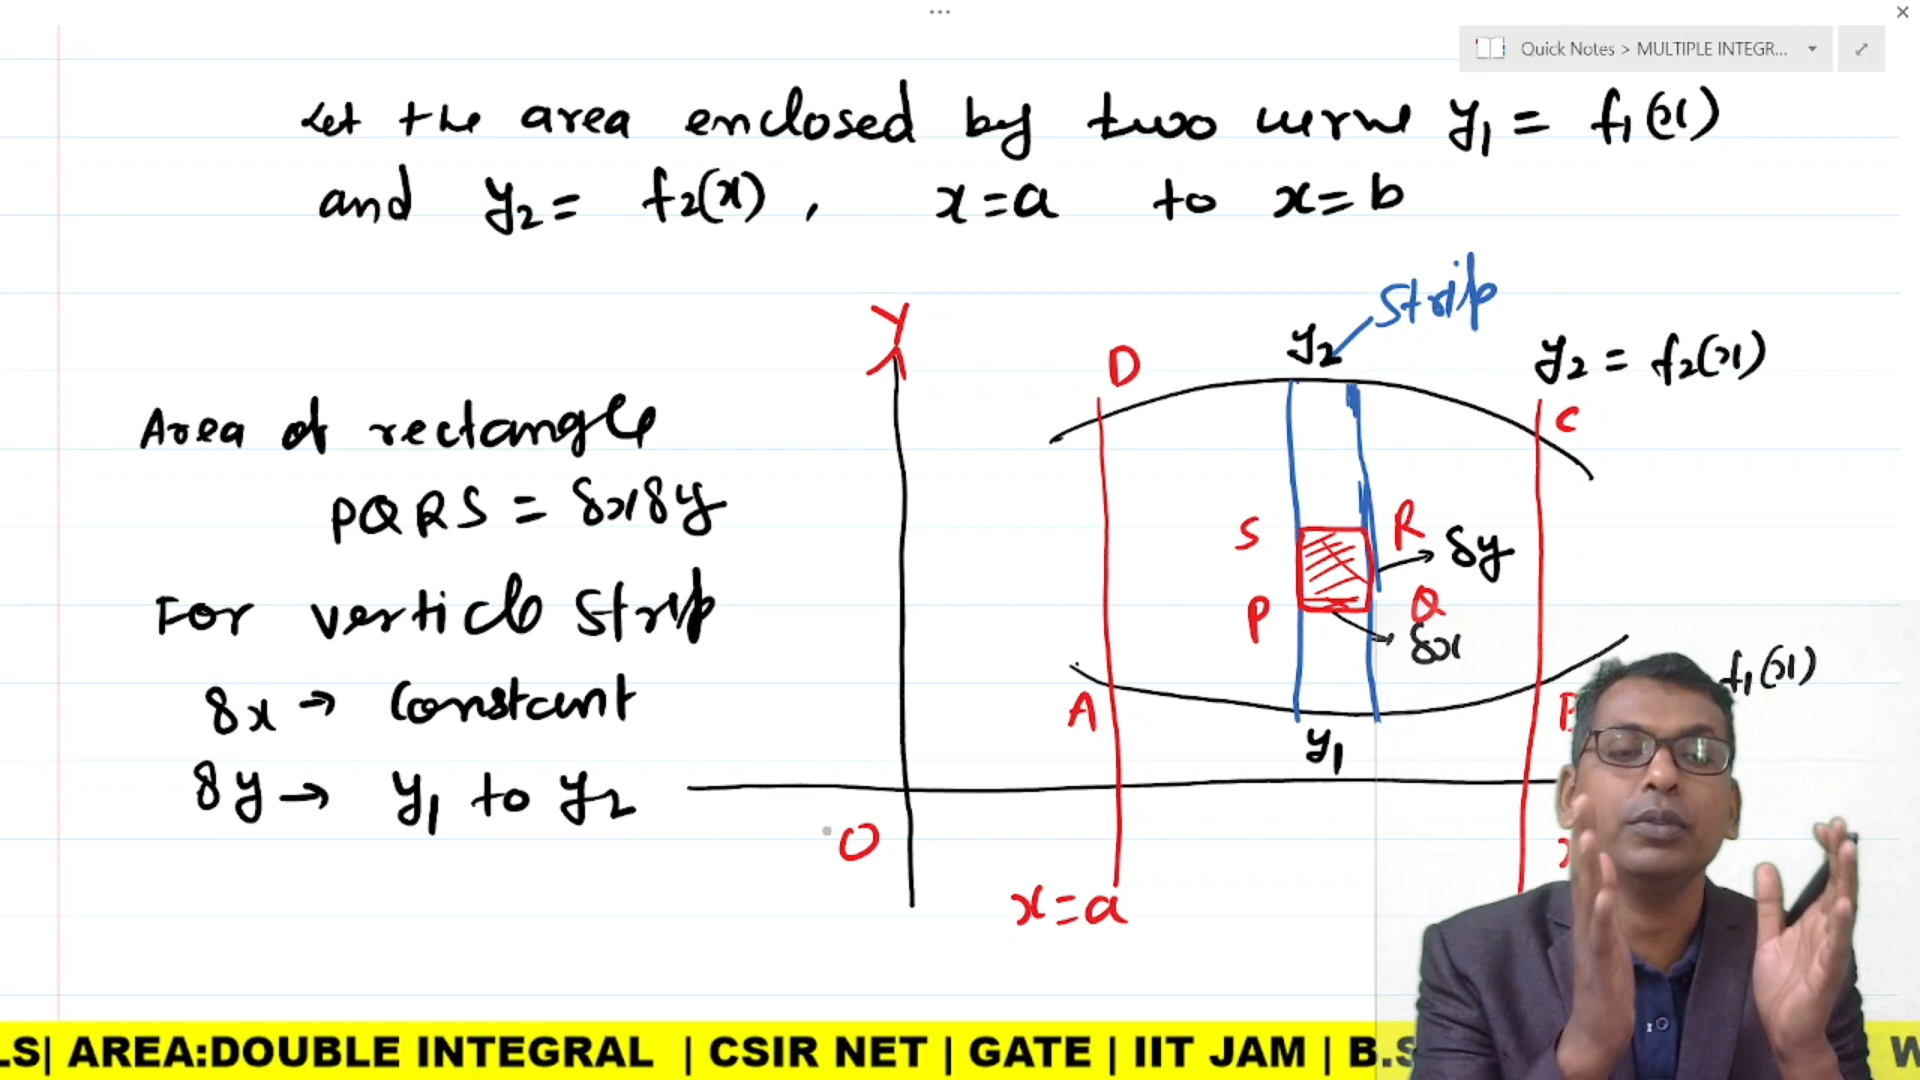 Quick Notes > MULTIPLE INTEGR...
Let the area enclosed by two curve y₁ = f₁(x)
and y₂ = f₂(x), x=a to x=b
Strip
Y
D
y₂
y₂ = f₂(x)
C
Area of rectangle
PQRS = δxδy
S
R
δy
P
Q
δx
For verticle Strip
f₁(x)
δx → Constant
A
B
y₁
δy → y₁ to y₂
O
x=a
LS| AREA:DOUBLE INTEGRAL | CSIR NET | GATE | IIT JAM | B.S
W